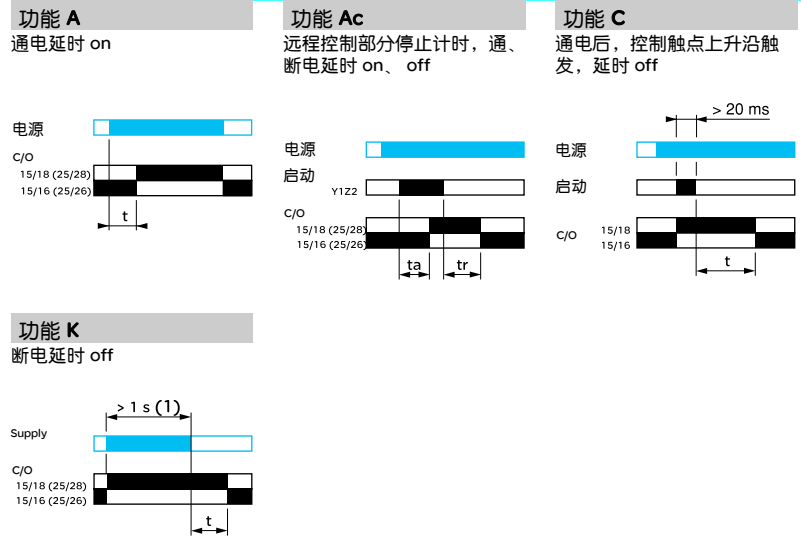 功能 A
通电延时 on
电源
C/O
15/18 (25/28)
15/16 (25/26)
t
功能 Ac
远程控制部分停止计时，通、
断电延时 on、 off
电源
启动
Y1Z2
C/O
15/18 (25/28)
15/16 (25/26)
ta
tr
功能 C
通电后，控制触点上升沿触
发，延时 off
> 20 ms
电源
启动
C/O
15/18
15/16
t
功能 K
断电延时 off
> 1 s (1)
Supply
C/O
15/18 (25/28)
15/16 (25/26)
t